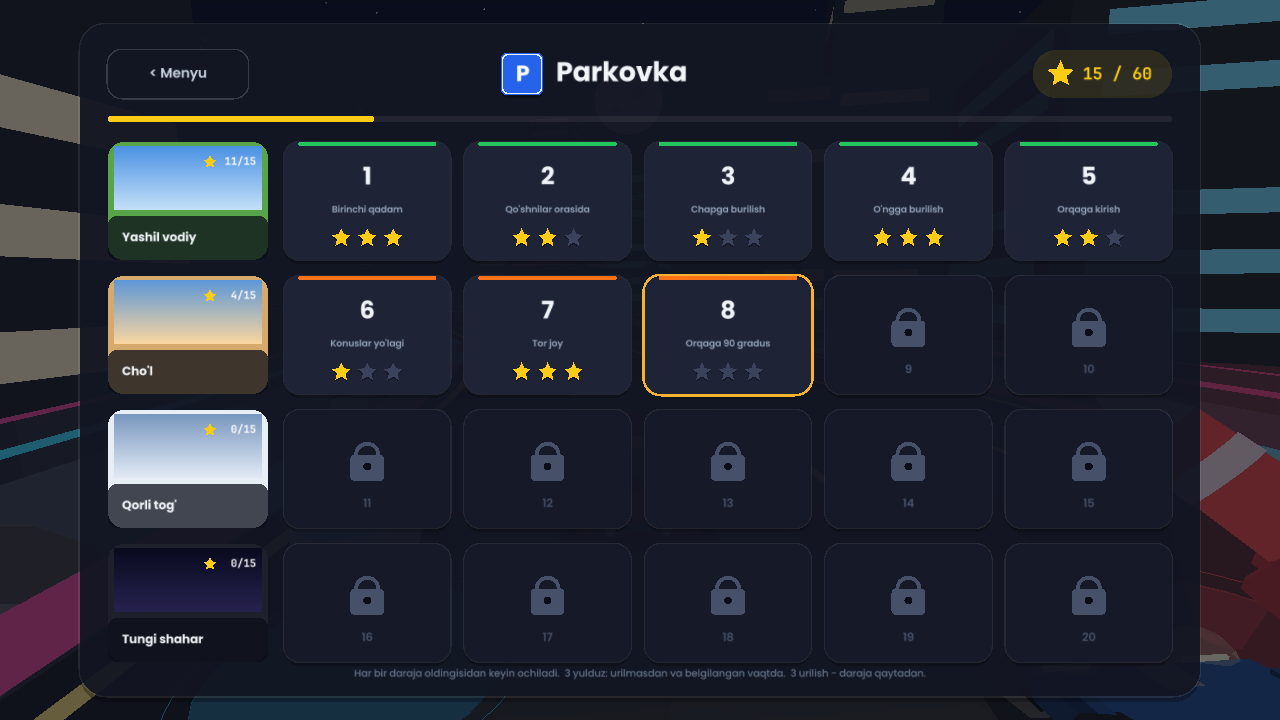 < Menyu
P Parkovka
15 / 60
11/15
Yashil vodiy
1
Birinchi qadam
2
Qo'shnilar orasida
3
Chapga burilish
4
O'ngga burilish
5
Orqaga kirish
4/15
Cho'l
6
Konuslar yo'lagi
7
Tor joy
8
Orqaga 90 gradus
9
10
0/15
Qorli tog'
11
12
13
14
15
0/15
Tungi shahar
16
17
18
19
20
Har bir daraja oldingisidan keyin ochiladi. 3 yulduz: urilmasdan va belgilangan vaqtda. 3 urilish - daraja qaytadan.